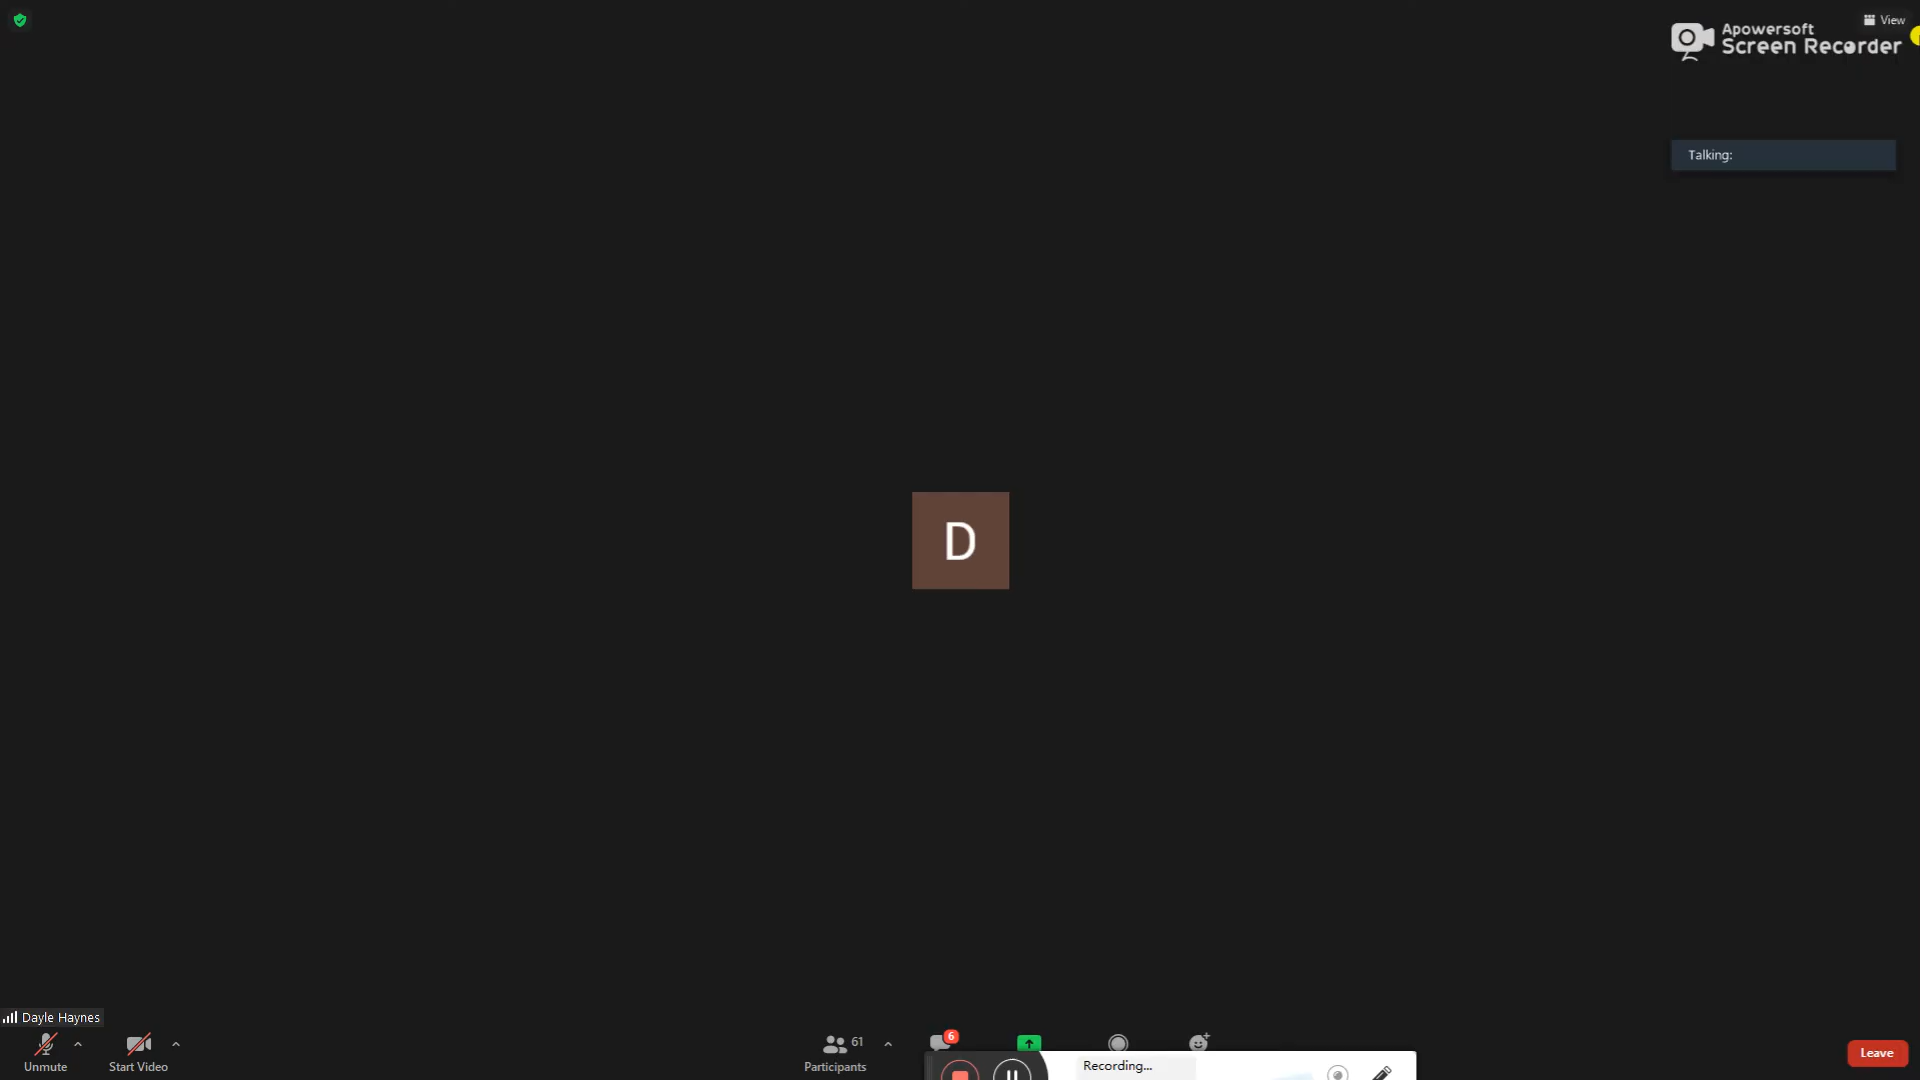 View
Apowersoft
Screen Recorder
Talking:
D
Dayle Haynes
61
6
Unmute
Start Video
Participants
Recording...
Leave